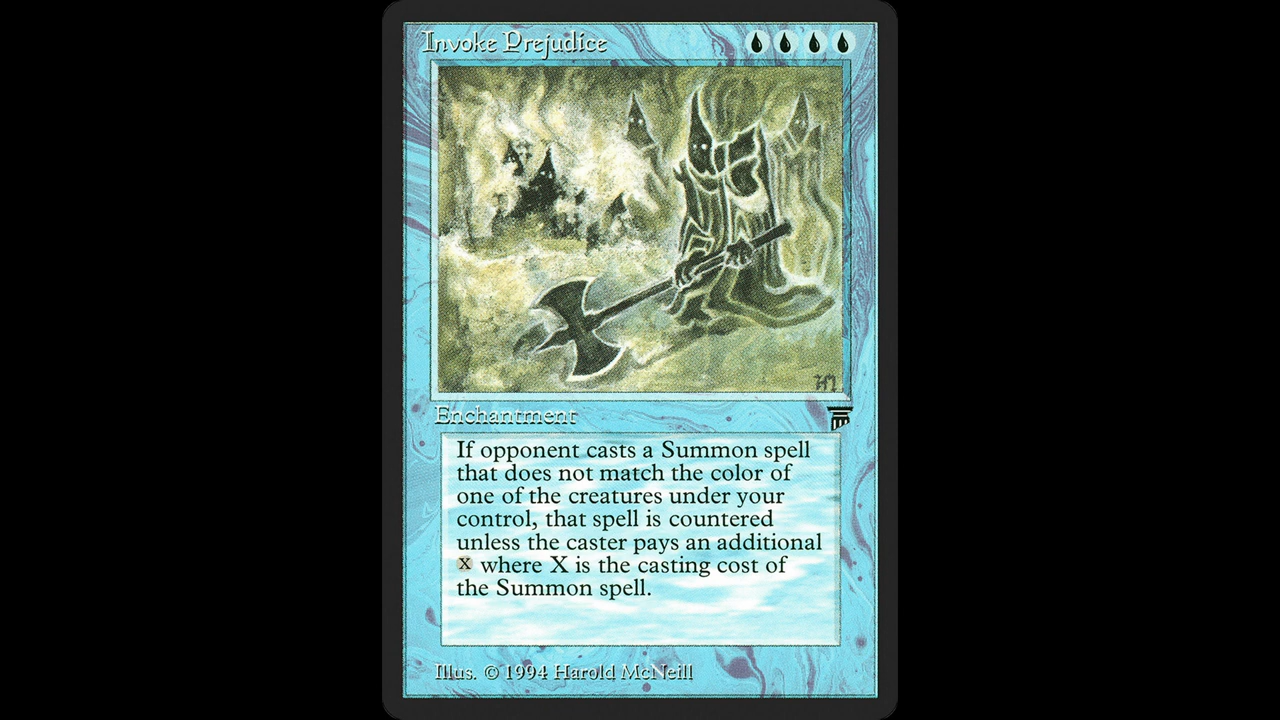 Invoke Prejudice
HM
Enchantment
If opponent casts a Summon spell
that does not match the color of
one of the creatures under your
control, that spell is countered
unless the caster pays an additional
X where X is the casting cost of
the Summon spell.
Illus. © 1994 Harold McNeill